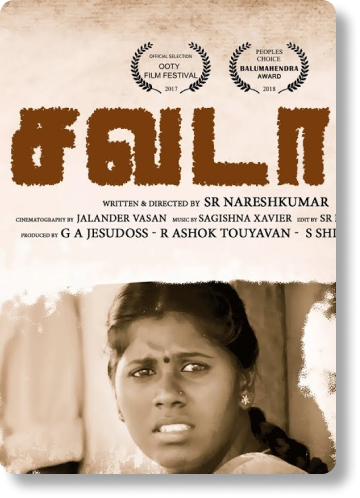 OFFICIAL SELECTION
OOTY
FILM FESTIVAL
2017
PEOPLES
CHOICE
BALUMAHENDRA
AWARD
2018
சவடா
WRITTEN & DIRECTED BY SR NARESHKUMAR
CINEMATOGRAPHY BY JALANDER VASAN MUSIC BY SAGISHNA XAVIER EDIT BY SR
PRODUCED BY G A JESUDOSS - R ASHOK TOUYAVAN - S SHI